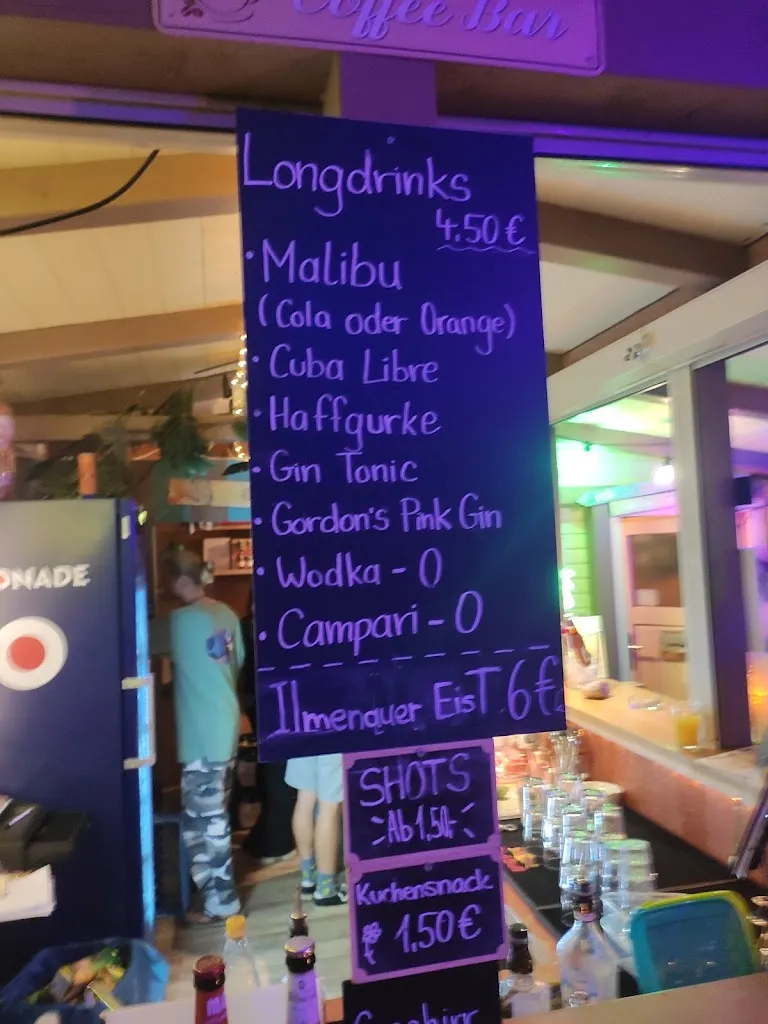 Coffee Bar
Longdrinks
4.50 €
• Malibu
(Cola oder Orange)
• Cuba Libre
• Haffgurke
• Gin Tonic
• Gordon's Pink Gin
• Wodka - O
• Campari - O
Ilmenauer EisT 6€
ONADE
SHOTS
Ab 1,50,-
Kuchensnack
1.50€